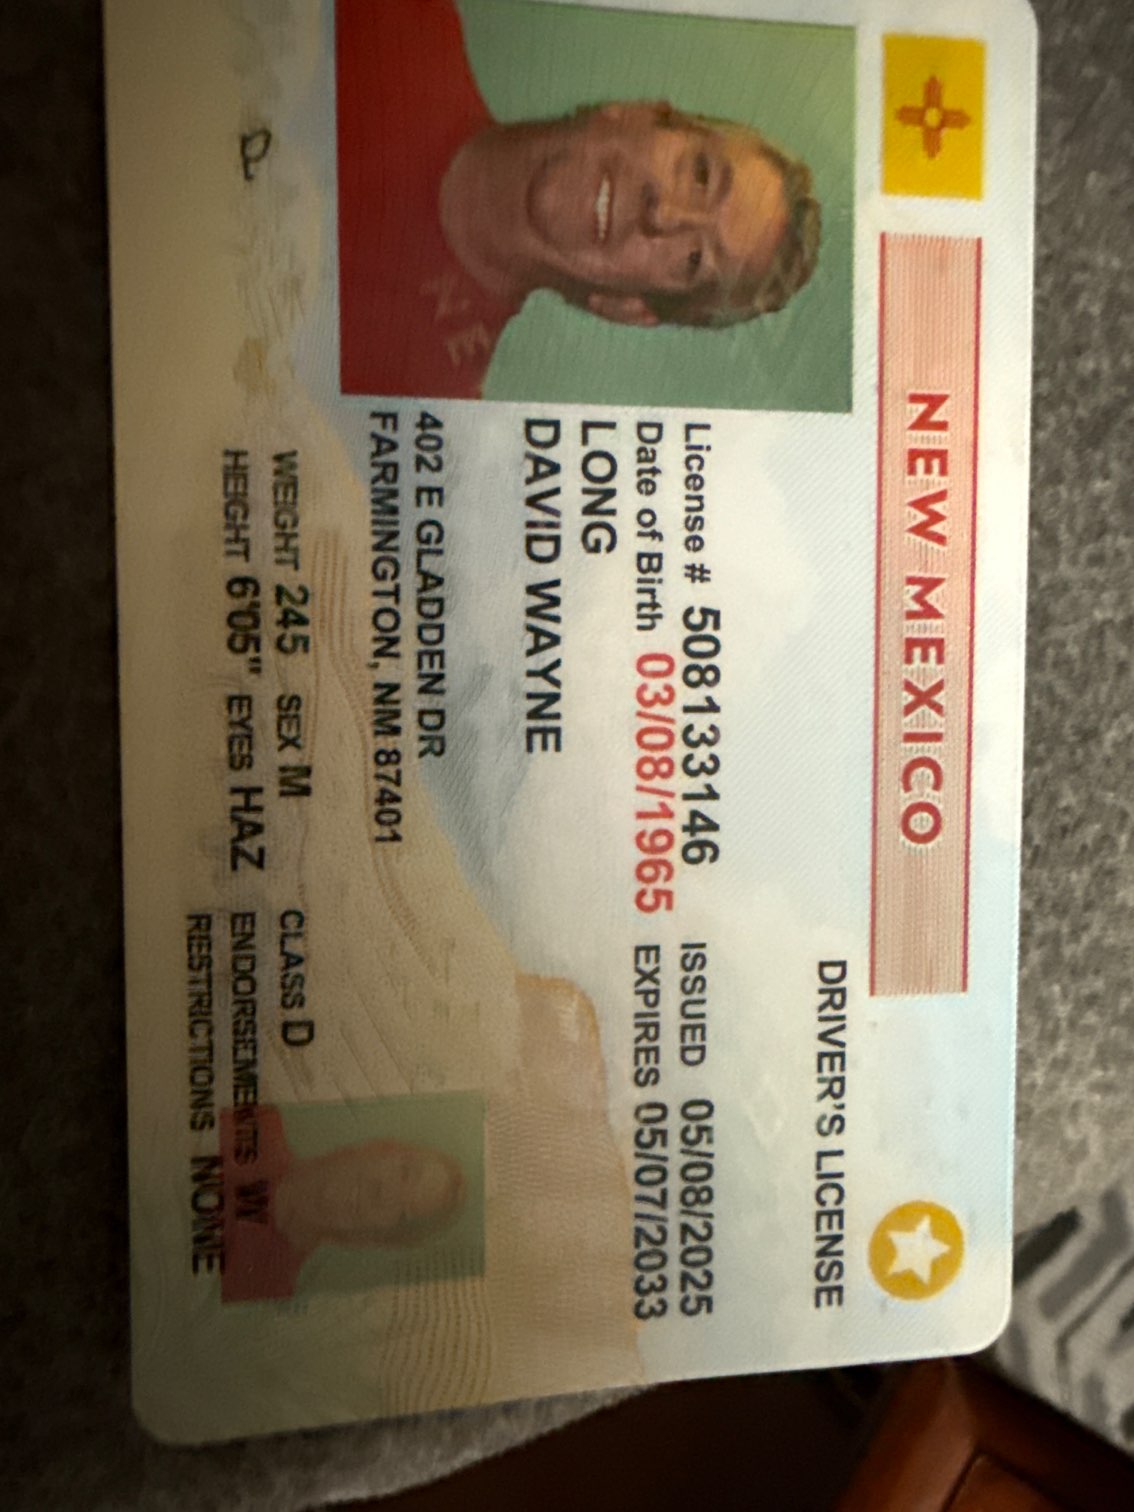 NEW MEXICO
DRIVER'S LICENSE
License # 508133146 ISSUED 05/08/2025
Date of Birth 03/08/1965 EXPIRES 05/07/2033
LONG
DAVID WAYNE
402 E GLADDEN DR
FARMINGTON, NM 87401
WEIGHT 245 SEX M CLASS D
HEIGHT 6'05" EYES HAZ ENDORSEMENTS W
RESTRICTIONS NONE